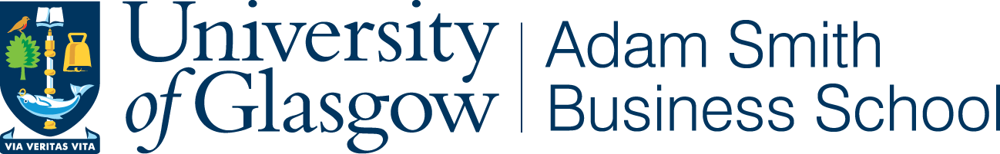 University
of Glasgow
Adam Smith
Business School
VIA VERITAS VITA